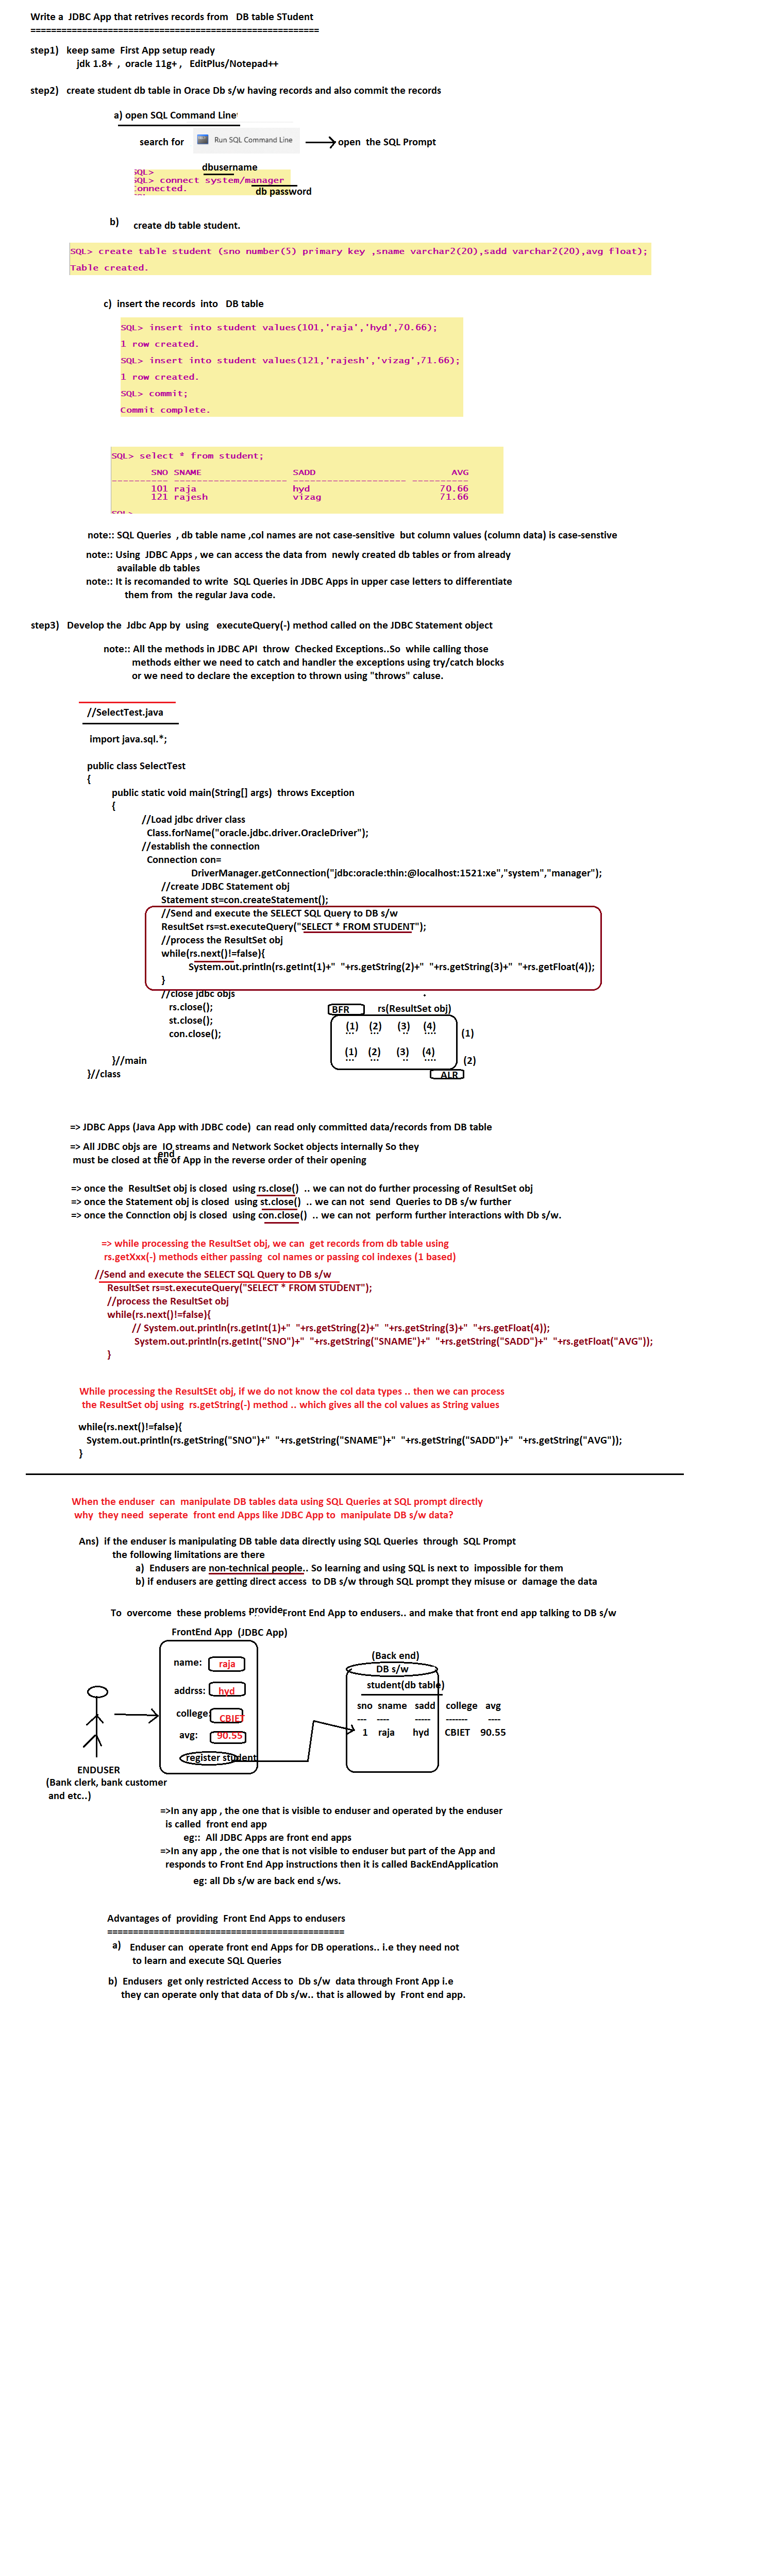 Write a  JDBC App that retrives records from   DB table STudent
========================================================
step1)   keep same  First App setup ready
jdk 1.8+  ,  oracle 11g+ ,   EditPlus/Notepad++
step2)   create student db table in Orace Db s/w having records and also commit the records
a) open SQL Command Line
search for
Run SQL Command Line
open  the SQL Prompt
dbusername
SQL>
SQL> connect system/manager
onnected.
db password
b)
create db table student.
SQL> create table student (sno number(5) primary key ,sname varchar2(20),sadd varchar2(20),avg float);
Table created.
c)  insert the records  into   DB table
SQL> insert into student values(101,'raja','hyd',70.66);
1 row created.
SQL> insert into student values(121,'rajesh','vizag',71.66);
1 row created.
SQL> commit;
Commit complete.
SQL> select * from student;
SNO SNAME                SADD                        AVG
---------- -------------------- -------------------- ----------
101 raja                 hyd                       70.66
121 rajesh               vizag                     71.66
SQL>
note:: SQL Queries  , db table name ,col names are not case-sensitive  but column values (column data) is case-senstive
note:: Using  JDBC Apps , we can access the data from  newly created db tables or from already
available db tables
note:: It is recomanded to write  SQL Queries in JDBC Apps in upper case letters to differentiate
them from  the regular Java code.
step3)   Develop the  Jdbc App by  using   executeQuery(-) method called on the JDBC Statement object
note:: All the methods in JDBC API  throw  Checked Exceptions..So  while calling those
methods either we need to catch and handler the exceptions using try/catch blocks
or we need to declare the exception to thrown using "throws" caluse.
//SelectTest.java
import java.sql.*;
public class SelectTest
{
public static void main(String[] args)  throws Exception
{
//Load jdbc driver class
Class.forName("oracle.jdbc.driver.OracleDriver");
//establish the connection
Connection con=
DriverManager.getConnection("jdbc:oracle:thin:@localhost:1521:xe","system","manager");
//create JDBC Statement obj
Statement st=con.createStatement();
//Send and execute the SELECT SQL Query to DB s/w
ResultSet rs=st.executeQuery("SELECT * FROM STUDENT");
//process the ResultSet obj
while(rs.next()!=false){
System.out.println(rs.getInt(1)+"  "+rs.getString(2)+"  "+rs.getString(3)+"  "+rs.getFloat(4));
}
//close jdbc objs
rs.close();
st.close();
con.close();
}//main
}//class
BFR     rs(ResultSet obj)
(1)    (2)    (3)    (4)
(1)
(1)    (2)    (3)    (4)
(2)
ALR
=> JDBC Apps (Java App with JDBC code)  can read only committed data/records from DB table
=> All JDBC objs are  IO streams and Network Socket objects internally So they
end
must be closed at the of App in the reverse order of their opening
=> once the  ResultSet obj is closed  using rs.close()  .. we can not do further processing of ResultSet obj
=> once the Statement obj is closed  using st.close()  .. we can not  send  Queries to DB s/w further
=> once the Connction obj is closed  using con.close()  .. we can not  perform further interactions with Db s/w.
=> while processing the ResultSet obj, we can  get records from db table using
rs.getXxx(-) methods either passing  col names or passing col indexes (1 based)
//Send and execute the SELECT SQL Query to DB s/w
ResultSet rs=st.executeQuery("SELECT * FROM STUDENT");
//process the ResultSet obj
while(rs.next()!=false){
// System.out.println(rs.getInt(1)+"  "+rs.getString(2)+"  "+rs.getString(3)+"  "+rs.getFloat(4));
System.out.println(rs.getInt("SNO")+"  "+rs.getString("SNAME")+"  "+rs.getString("SADD")+"  "+rs.getFloat("AVG"));
}
While processing the ResultSEt obj, if we do not know the col data types .. then we can process
the ResultSet obj using  rs.getString(-) method .. which gives all the col values as String values
while(rs.next()!=false){
System.out.println(rs.getString("SNO")+"  "+rs.getString("SNAME")+"  "+rs.getString("SADD")+"  "+rs.getString("AVG"));
}
When the enduser  can  manipulate DB tables data using SQL Queries at SQL prompt directly
why  they need  seperate  front end Apps like JDBC App to  manipulate DB s/w data?
Ans)  if the enduser is manipulating DB table data directly using SQL Queries  through  SQL Prompt
the following limitations are there
a)  Endusers are non-technical people.. So learning and using SQL is next to  impossible for them
b) if endusers are getting direct access  to DB s/w through SQL prompt they misuse or  damage the data
To  overcome  these problems provide Front End App to endusers.. and make that front end app talking to DB s/w
FrontEnd App  (JDBC App)
name:   raja
addrss:   hyd
college:   CBIET
avg:   90.55
register student
(Back end)
DB s/w
student(db table)
sno  sname   sadd    college   avg
---    ----         -----      -------       ----
1    raja       hyd      CBIET    90.55
ENDUSER
(Bank clerk, bank customer
and etc..)
=>In any app , the one that is visible to enduser and operated by the enduser
is called  front end app
eg::  All JDBC Apps are front end apps
=>In any app , the one that is not visible to enduser but part of the App and
responds to Front End App instructions then it is called BackEndApplication
eg: all Db s/w are back end s/ws.
Advantages of  providing  Front End Apps to endusers
==============================================
a)   Enduser can  operate front end Apps for DB operations.. i.e they need not
to learn and execute SQL Queries
b)  Endusers  get only restricted Access to  Db s/w  data through Front App i.e
they can operate only that data of Db s/w.. that is allowed by  Front end app.